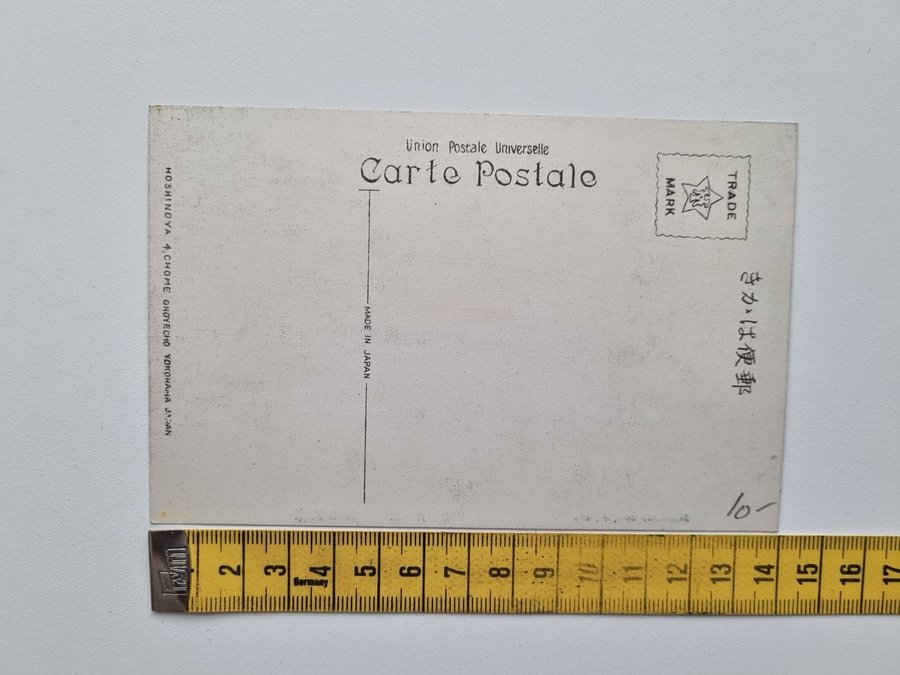 Union Postale Universelle
Carte Postale
TRADE
MARK
きかは便郵
HOSHINOYA 4, CHOME ONOYECHO YOKOHAMA JAPAN
MADE IN JAPAN
10-
2 3 4 5 6 7 8 9 10 11 12 13 14 15 16 17
Germany